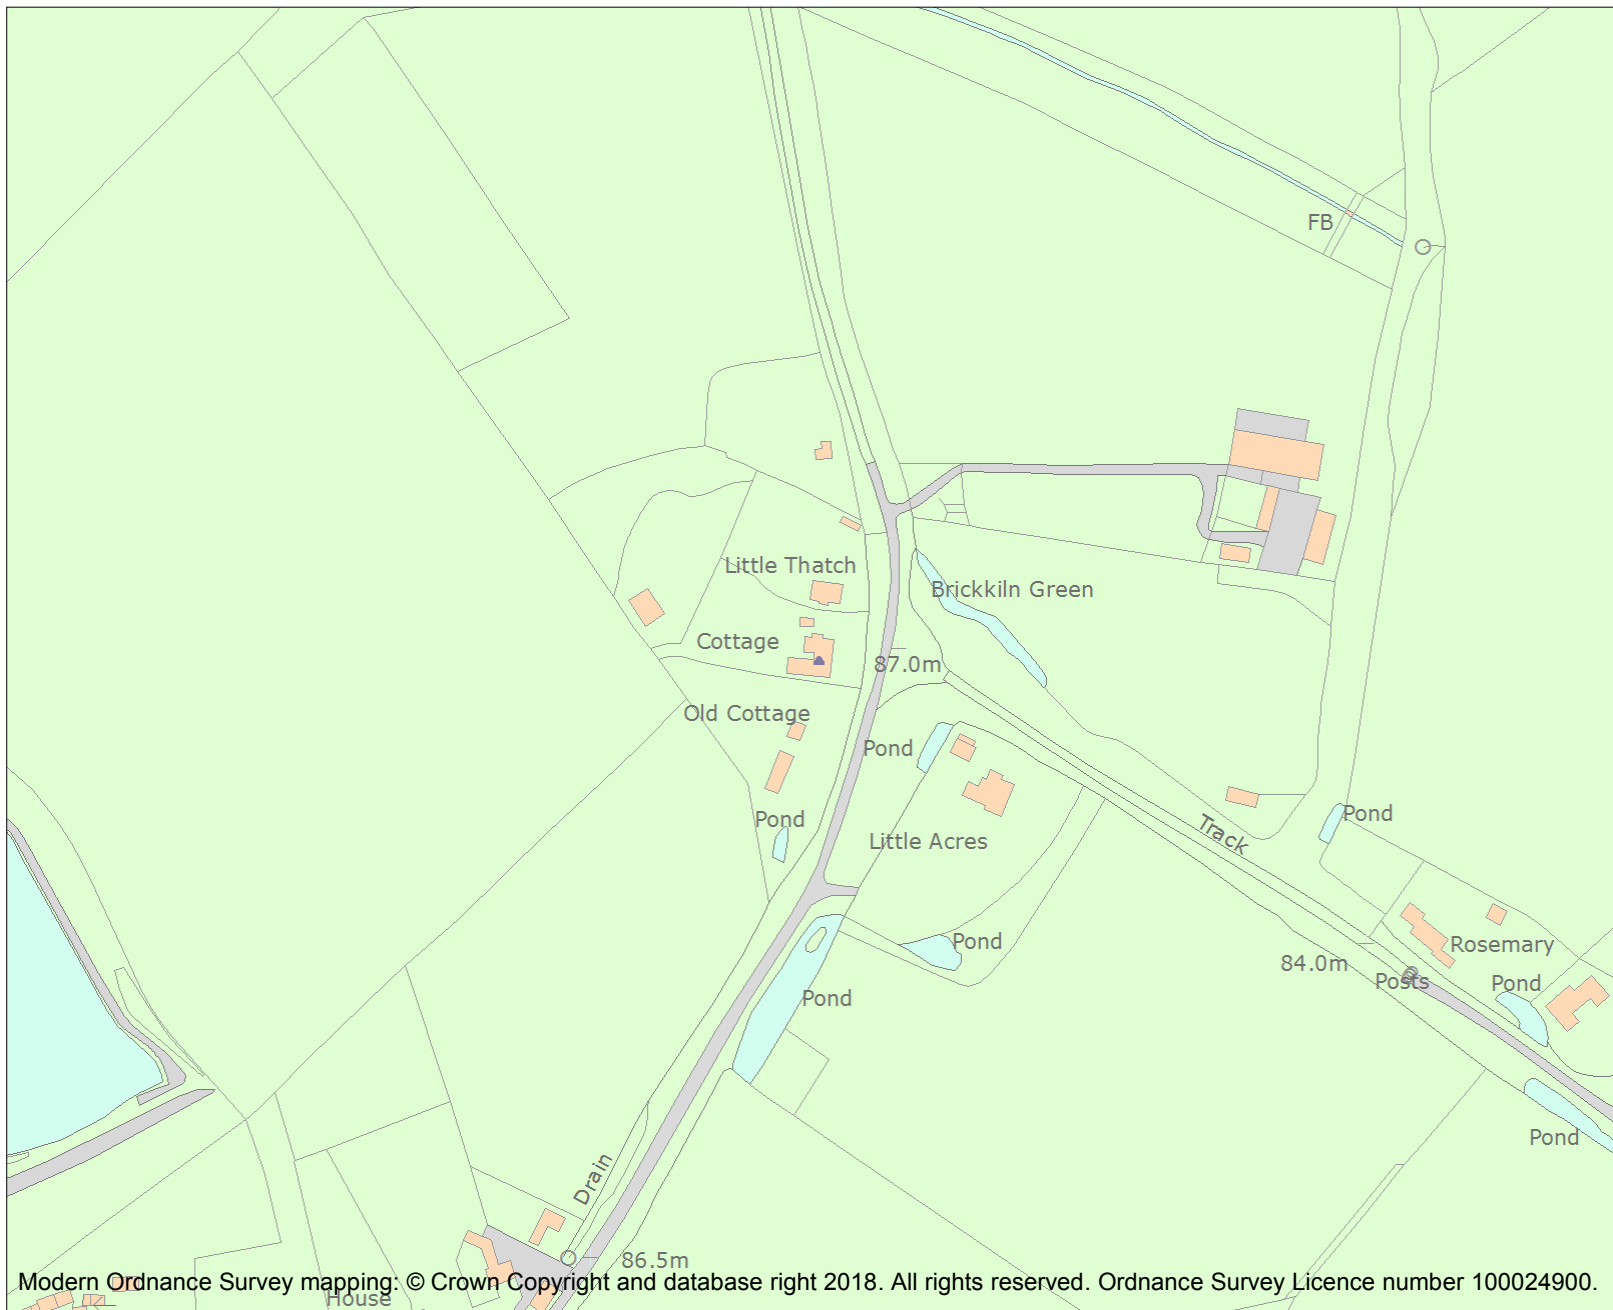 FB
Little Thatch
Brickkiln Green
Cottage
87.0m
Old Cottage
Pond
Pond
Pond
Track
Little Acres
Pond
Rosemary
84.0m
Posts
Pond
Pond
Pond
Drain
86.5m
Modern Ordnance Survey mapping: © Crown Copyright and database right 2018. All rights reserved. Ordnance Survey Licence number 100024900.
House